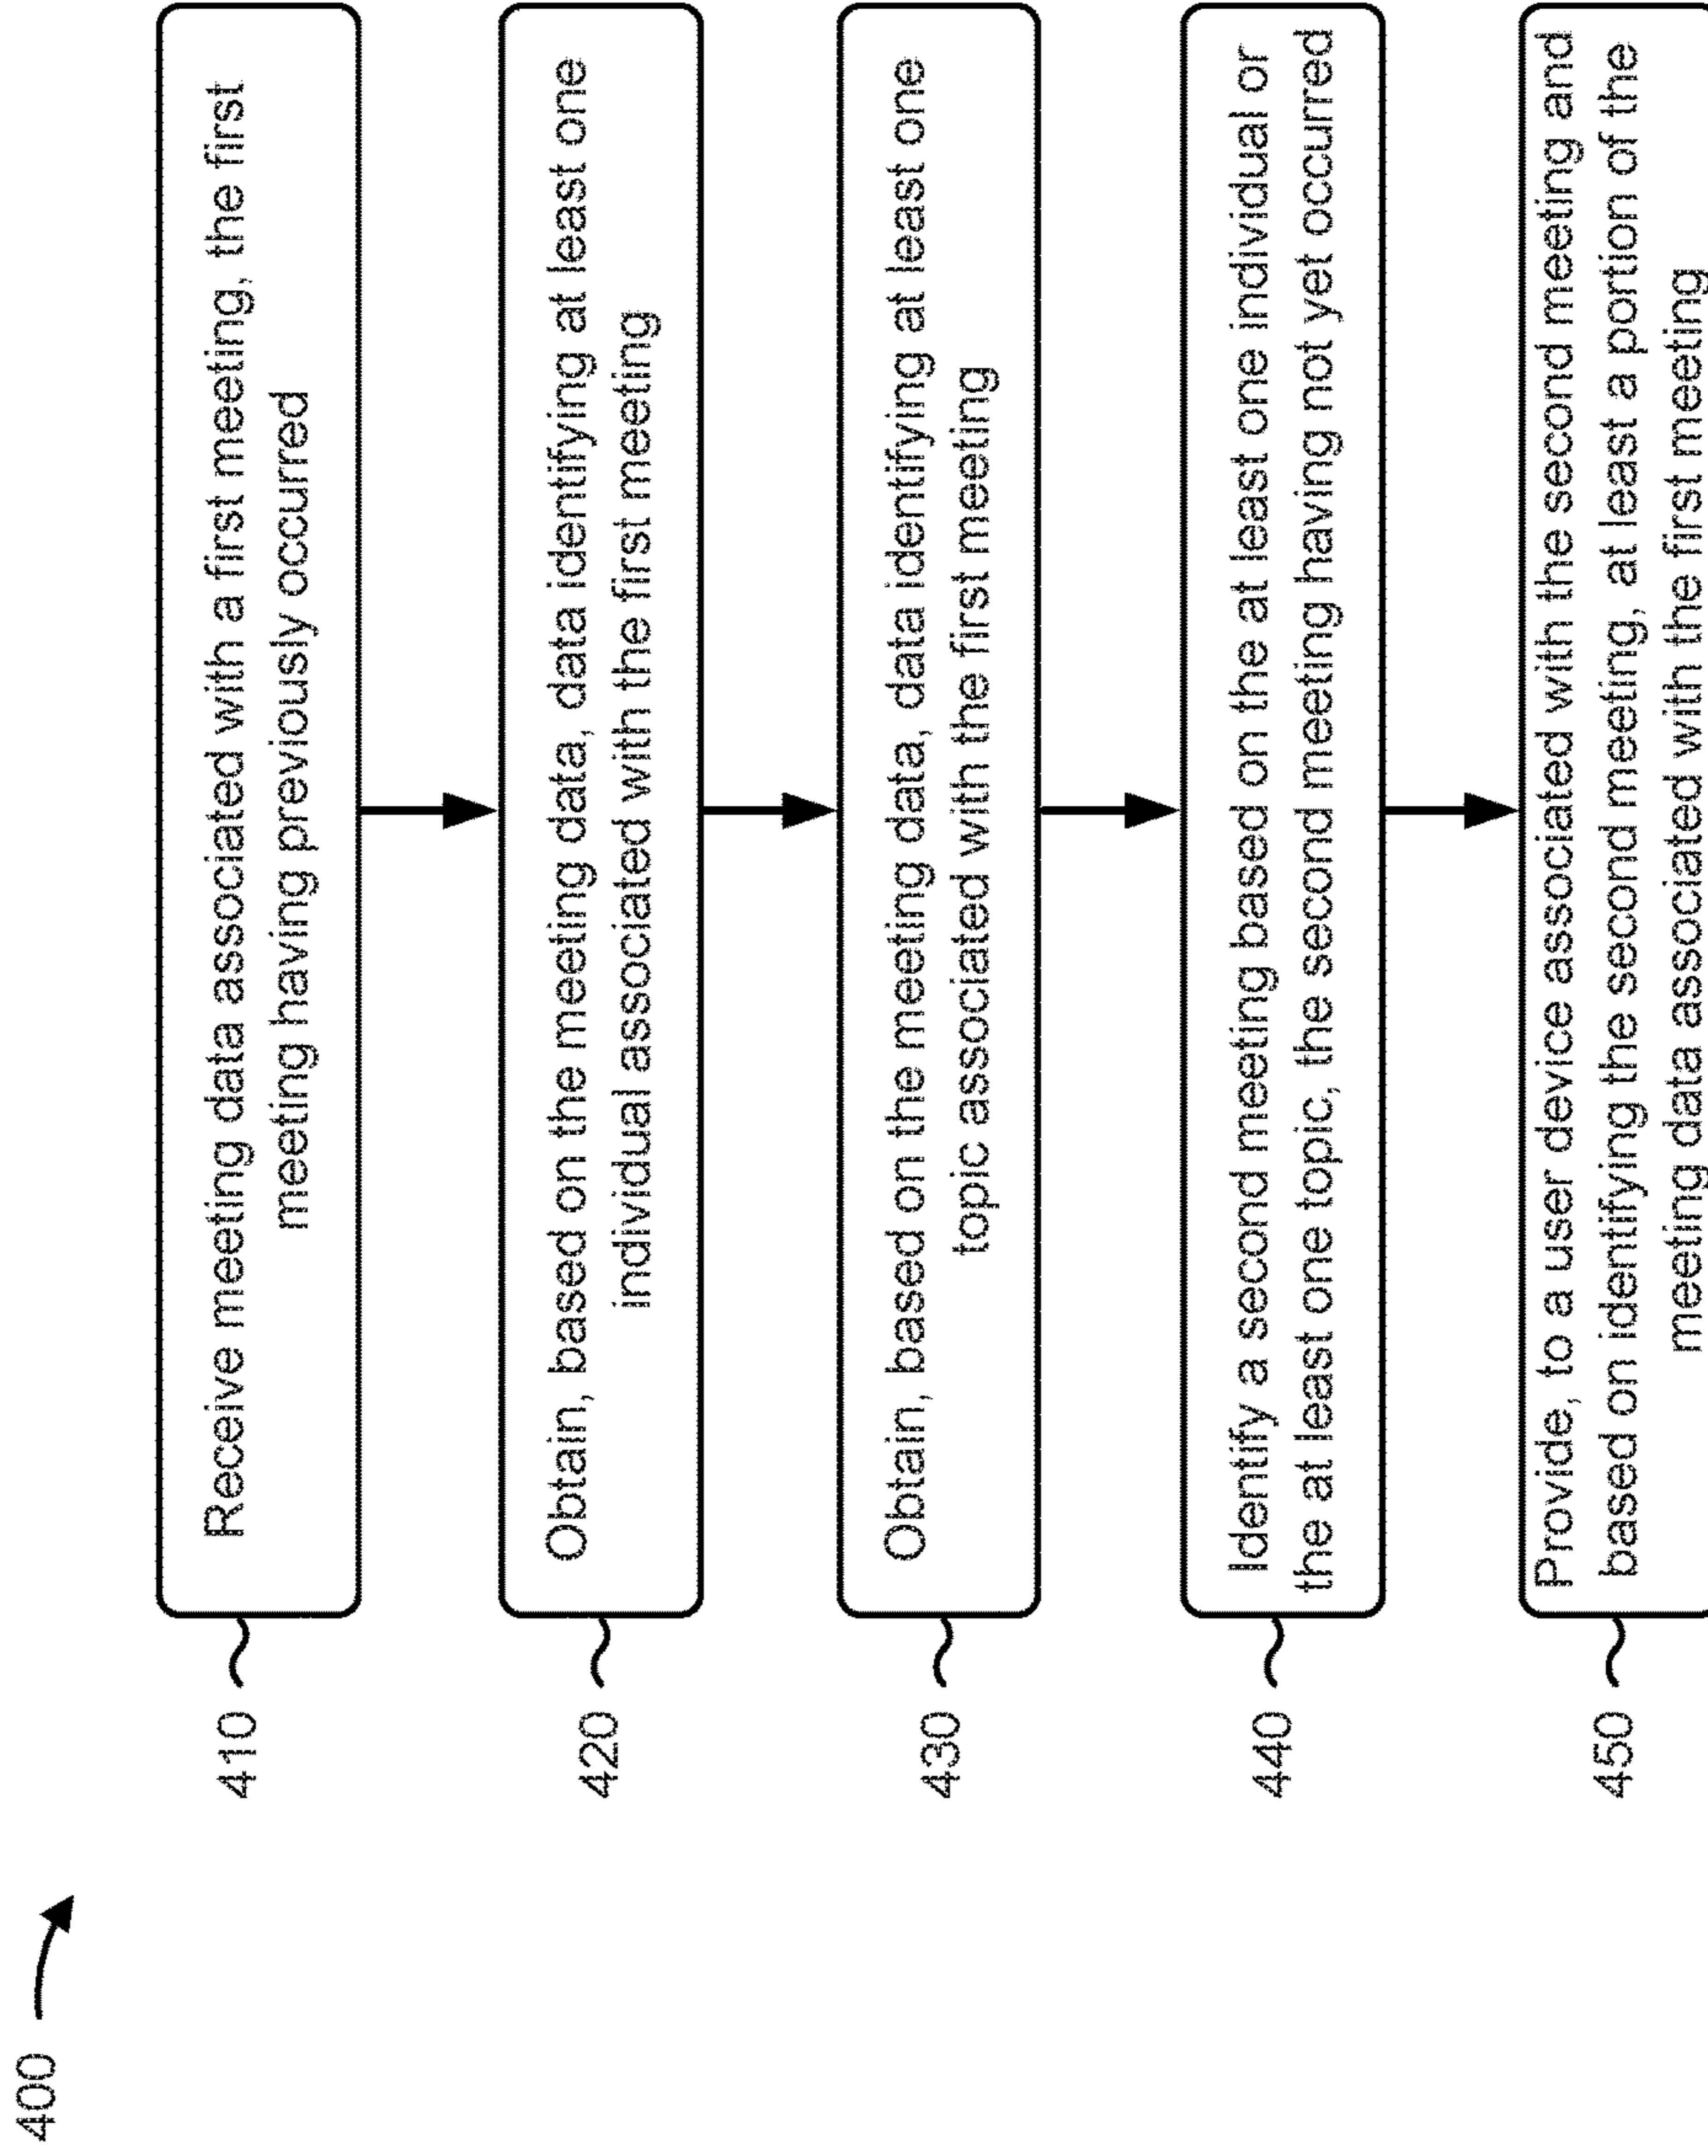 400
410
Receive meeting data associated with a first meeting, the first
meeting having previously occurred
420
Obtain, based on the meeting data, data identifying at least one
individual associated with the first meeting
430
Obtain, based on the meeting data, data identifying at least one
topic associated with the first meeting
440
Identify a second meeting based on the at least one individual or
the at least one topic, the second meeting having not yet occurred
450
Provide, to a user device associated with the second meeting and
based on identifying the second meeting, at least a portion of the
meeting data associated with the first meeting